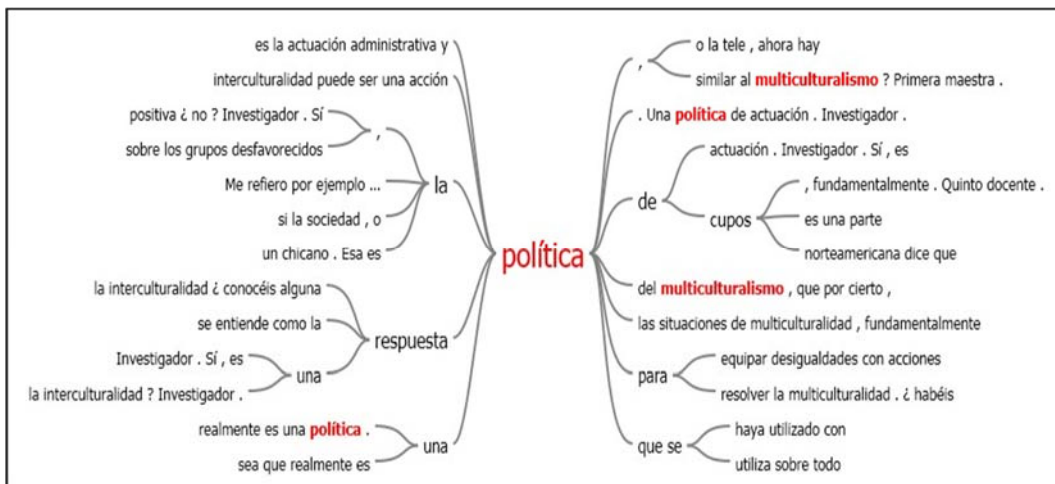 es la actuación administrativa y
interculturalidad puede ser una acción
positiva ¿ no ? Investigador . Sí
sobre los grupos desfavorecidos
,
Me refiero por ejemplo ...
si la sociedad , o
un chicano . Esa es
la
la interculturalidad ¿ conocéis alguna
se entiende como la
Investigador . Sí , es
la interculturalidad ? Investigador .
una
respuesta
realmente es una política .
sea que realmente es
una
política
,
o la tele , ahora hay
similar al multiculturalismo ? Primera maestra .
. Una política de actuación . Investigador .
de
actuación . Investigador . Sí , es
cupos
, fundamentalmente . Quinto docente .
es una parte
norteamericana dice que
del multiculturalismo , que por cierto ,
las situaciones de multiculturalidad , fundamentalmente
para
equipar desigualdades con acciones
resolver la multiculturalidad . ¿ habéis
que se
haya utilizado con
utiliza sobre todo